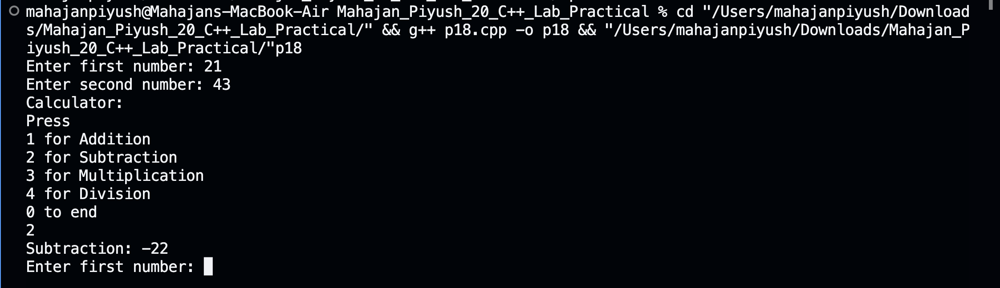 mahajanpiyush@Mahajans-MacBook-Air Mahajan_Piyush_20_C++_Lab_Practical % cd "/Users/mahajanpiyush/Download
s/Mahajan_Piyush_20_C++_Lab_Practical/" && g++ p18.cpp -o p18 && "/Users/mahajanpiyush/Downloads/Mahajan_P
iyush_20_C++_Lab_Practical/"p18
Enter first number: 21
Enter second number: 43
Calculator:
Press
1 for Addition
2 for Subtraction
3 for Multiplication
4 for Division
0 to end
2
Subtraction: -22
Enter first number: